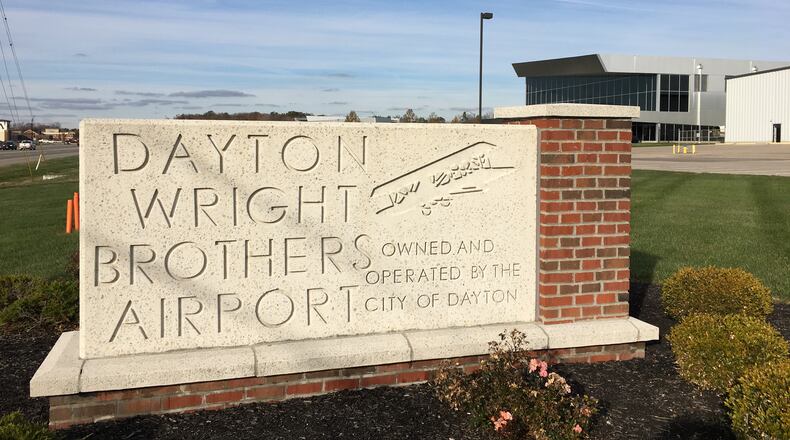 DAYTON
WRIGHT
BROTHERS
AIRPORT
OWNED AND
OPERATED BY THE
CITY OF DAYTON